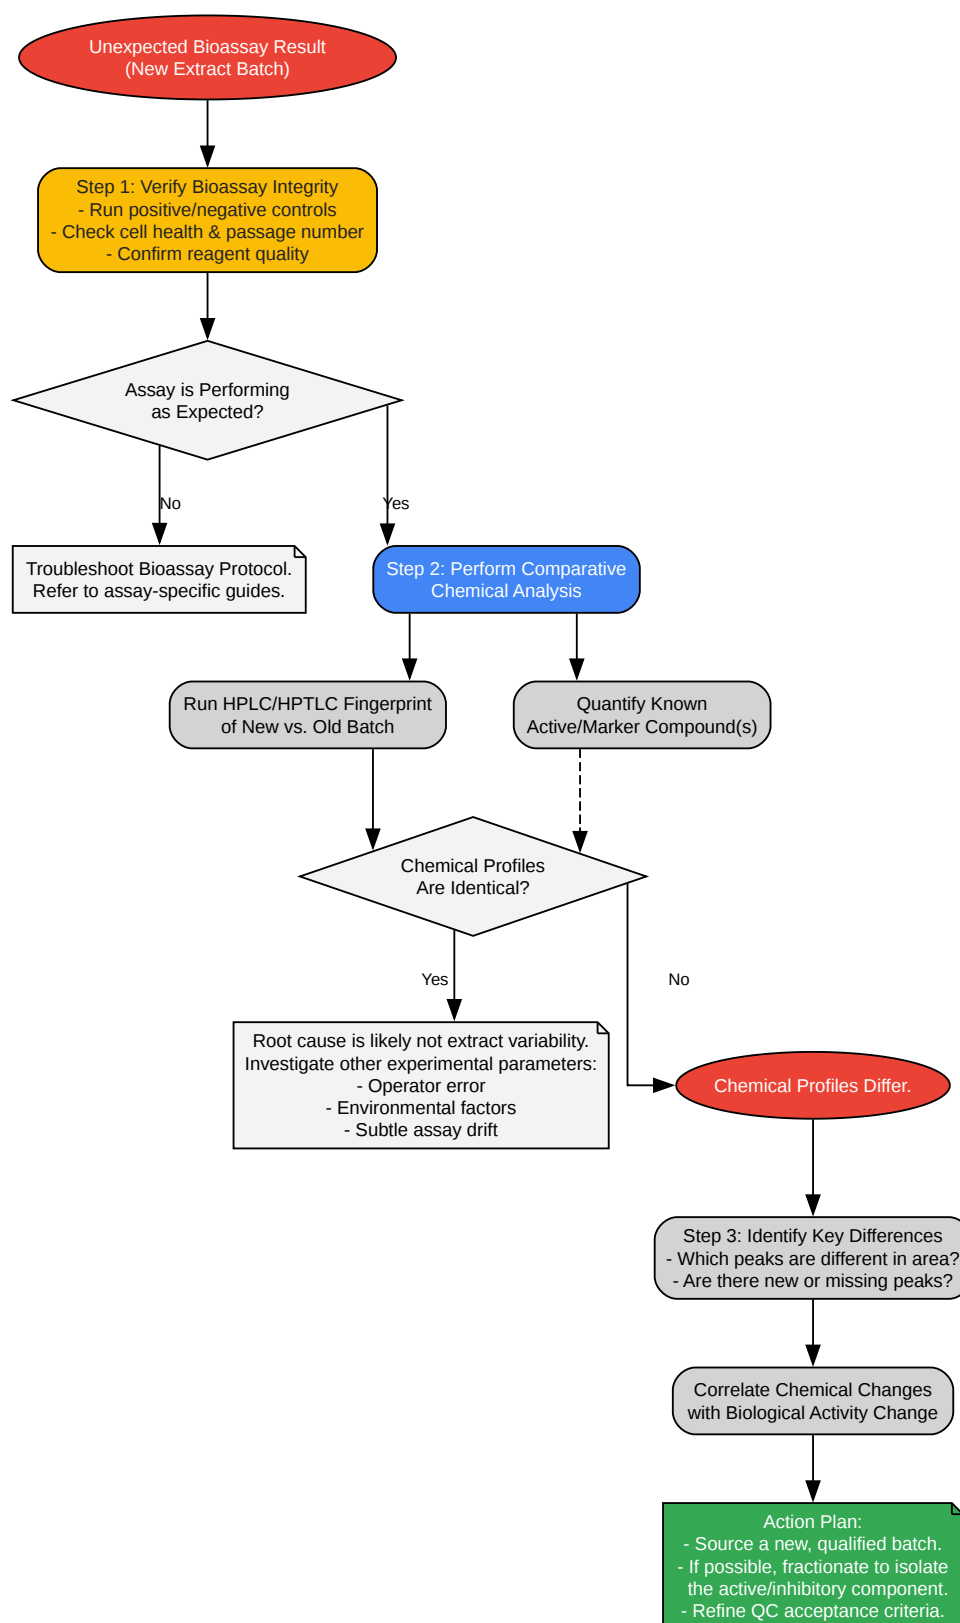 Unexpected Bioassay Result
(New Extract Batch)
Step 1: Verify Bioassay Integrity
- Run positive/negative controls
- Check cell health & passage number
- Confirm reagent quality
Assay is Performing
as Expected?
No
Yes
Troubleshoot Bioassay Protocol.
Refer to assay-specific guides.
Step 2: Perform Comparative
Chemical Analysis
Run HPLC/HPTLC Fingerprint
of New vs. Old Batch
Quantify Known
Active/Marker Compound(s)
Chemical Profiles
Are Identical?
Yes
No
Root cause is likely not extract variability.
Investigate other experimental parameters:
- Operator error
- Environmental factors
- Subtle assay drift
Chemical Profiles Differ.
Step 3: Identify Key Differences
- Which peaks are different in area?
- Are there new or missing peaks?
Correlate Chemical Changes
with Biological Activity Change
Action Plan:
- Source a new, qualified batch.
- If possible, fractionate to isolate
the active/inhibitory component.
- Refine QC acceptance criteria.